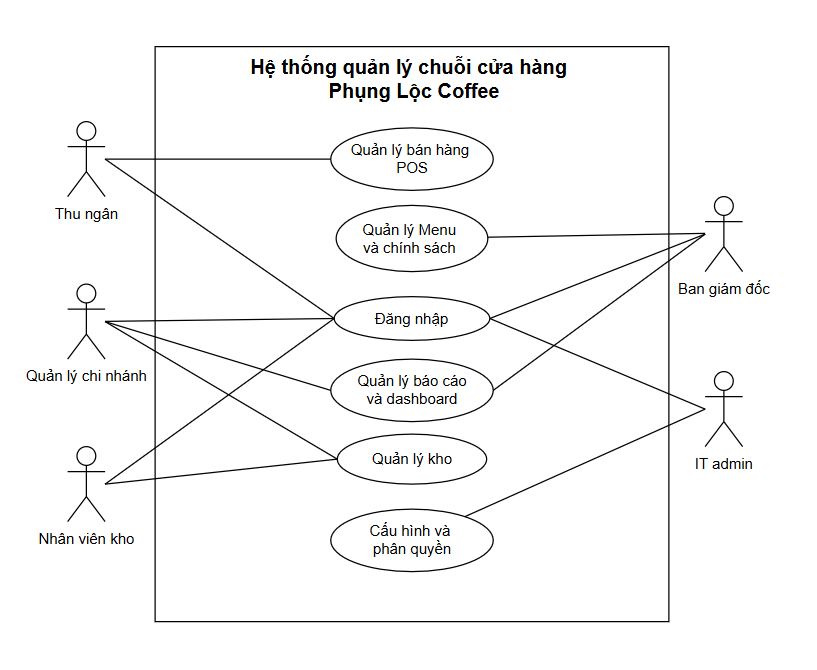 Hệ thống quản lý chuỗi cửa hàng
Phụng Lộc Coffee
Quản lý bán hàng
POS
Thu ngân
Quản lý Menu
và chính sách
Ban giám đốc
Đăng nhập
Quản lý chi nhánh
Quản lý báo cáo
và dashboard
Quản lý kho
IT admin
Nhân viên kho
Cấu hình và
phân quyền